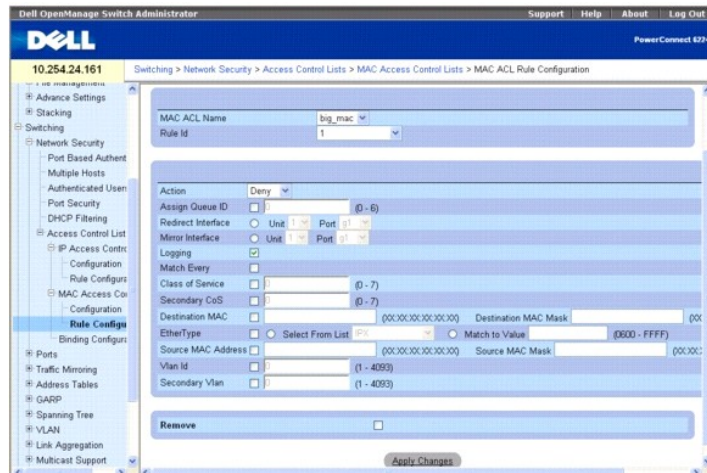 Dell OpenManage Switch Administrator Support Help About Log Out
DELL
PowerConnect 622
10.254.24.161
Switching > Network Security > Access Control Lists > MAC Access Control Lists > MAC ACL Rule Configuration
File Management
Advance Settings
Stacking
Switching
Network Security
Port Based Authent
Multiple Hosts
Authenticated User
Port Security
DHCP Filtering
Access Control List
IP Access Contro
Configuration
Rule Configura
MAC Access Co
Configuration
Rule Configu
Binding Configura
Ports
Traffic Mirroring
Address Tables
GARP
Spanning Tree
VLAN
Link Aggregation
Multicast Support
MAC ACL Name big_mac
Rule Id 1
Action Deny
Assign Queue ID 0 (0 - 6)
Redirect Interface Unit 1 Port g1
Mirror Interface Unit 1 Port g1
Logging
Match Every
Class of Service 0 (0 - 7)
Secondary CoS 0 (0 - 7)
Destination MAC (XX:XX:XX:XX:XX:XX) Destination MAC Mask (XX
EtherType Select From List IPX Match to Value (0600 - FFFF)
Source MAC Address (XX:XX:XX:XX:XX:XX) Source MAC Mask (XX:XX:
Vlan Id 0 (1 - 4093)
Secondary Vlan 0 (1 - 4093)
Remove
Apply Changes